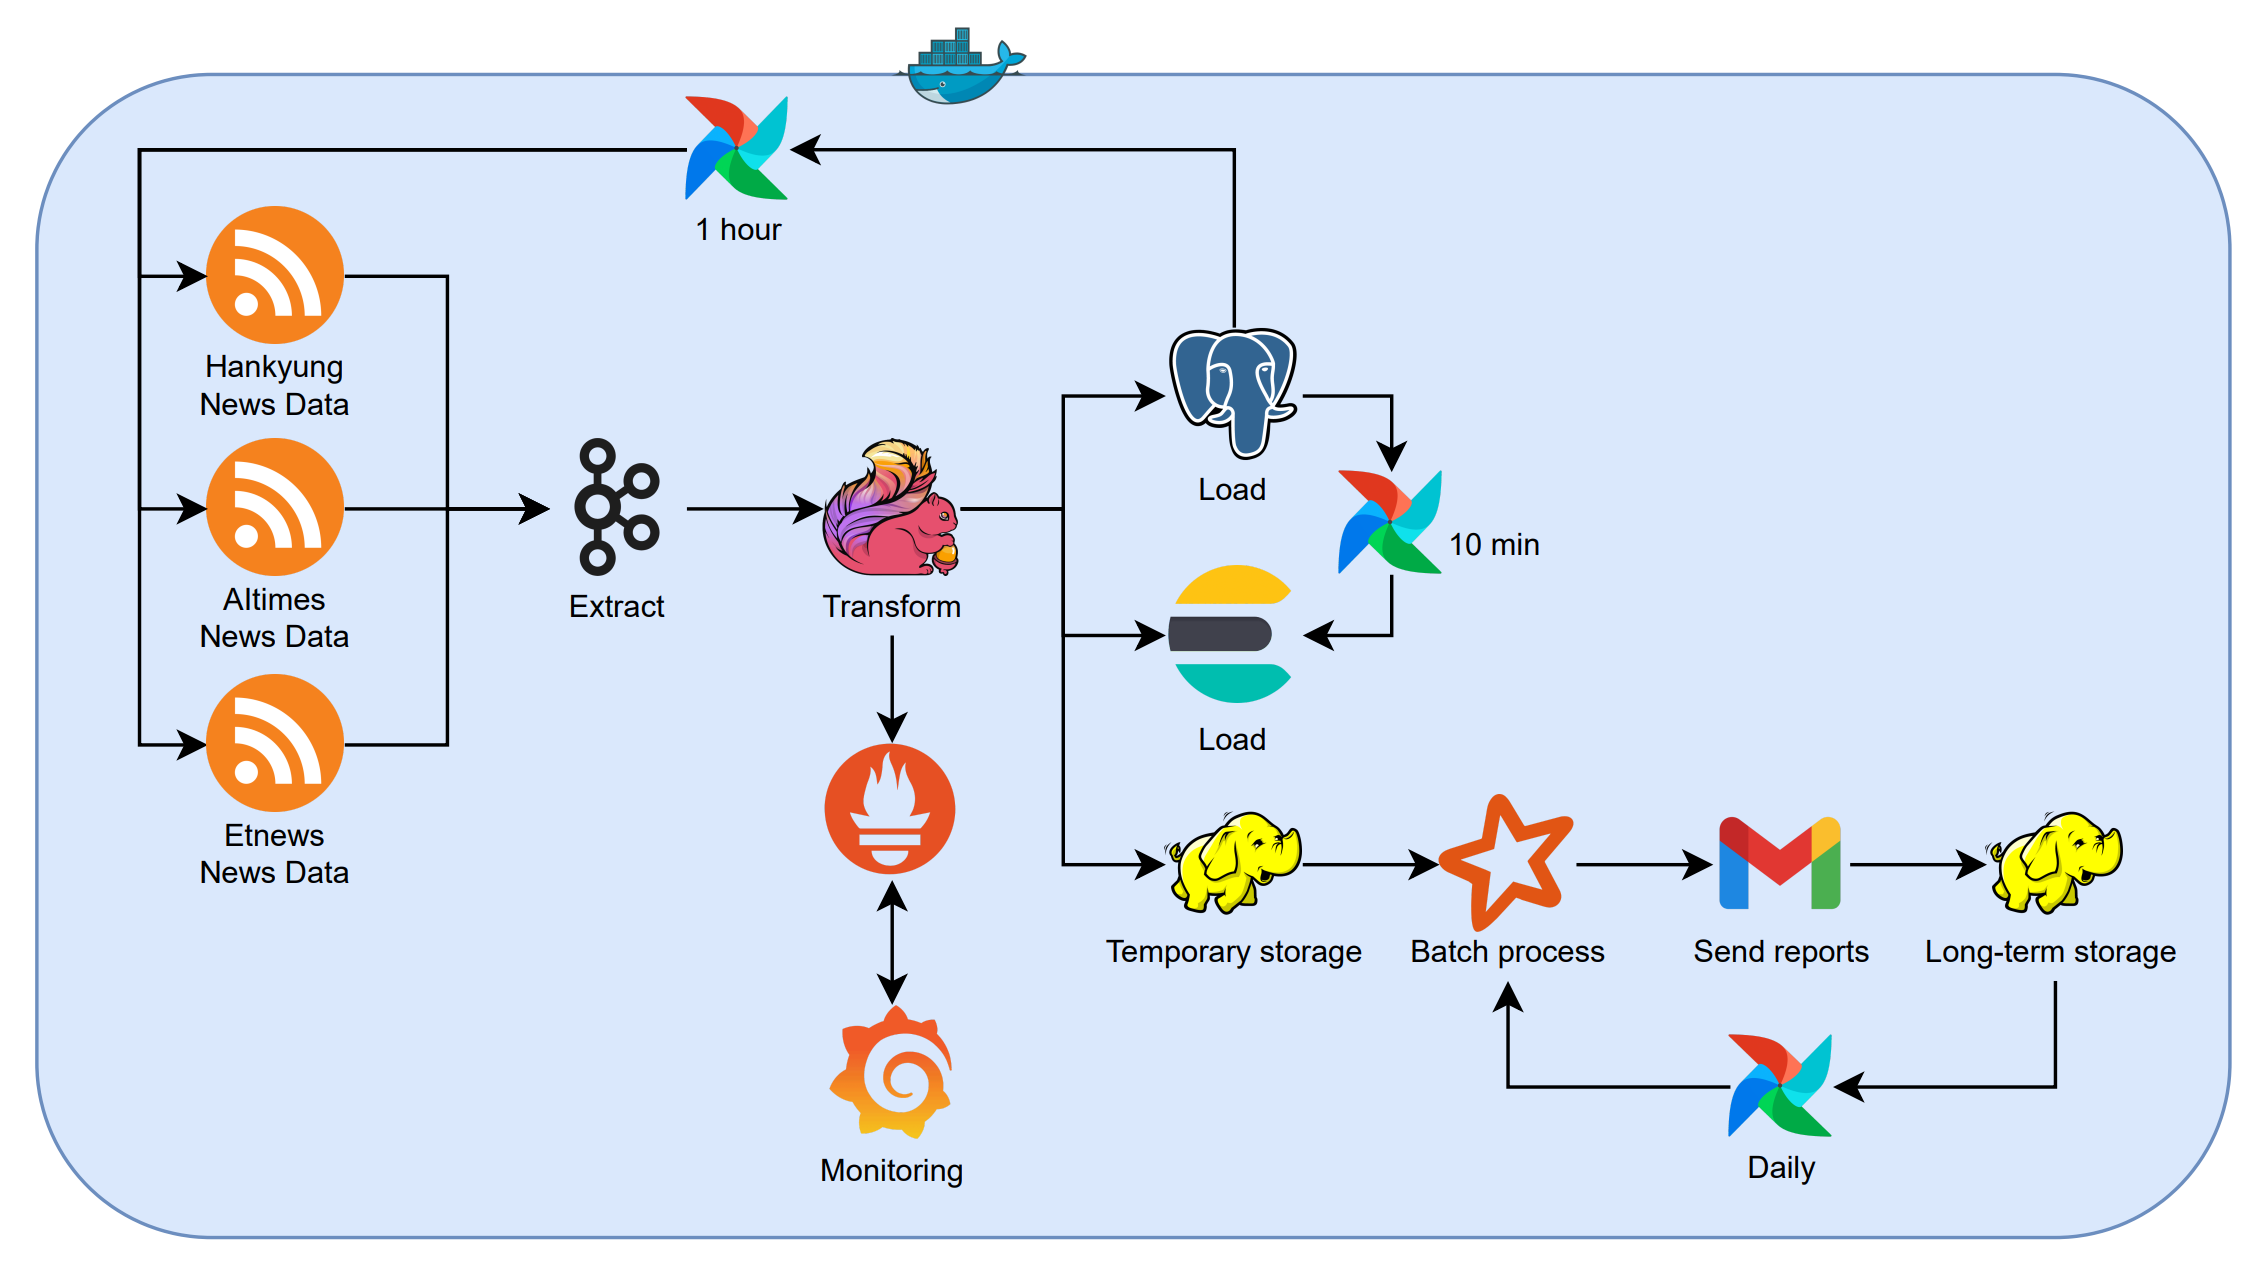 1 hour
Hankyung
News Data
AItimes
News Data
Etnews
News Data
Extract
Transform
Load
10 min
Load
Temporary storage
Batch process
Send reports
Long-term storage
Monitoring
Daily